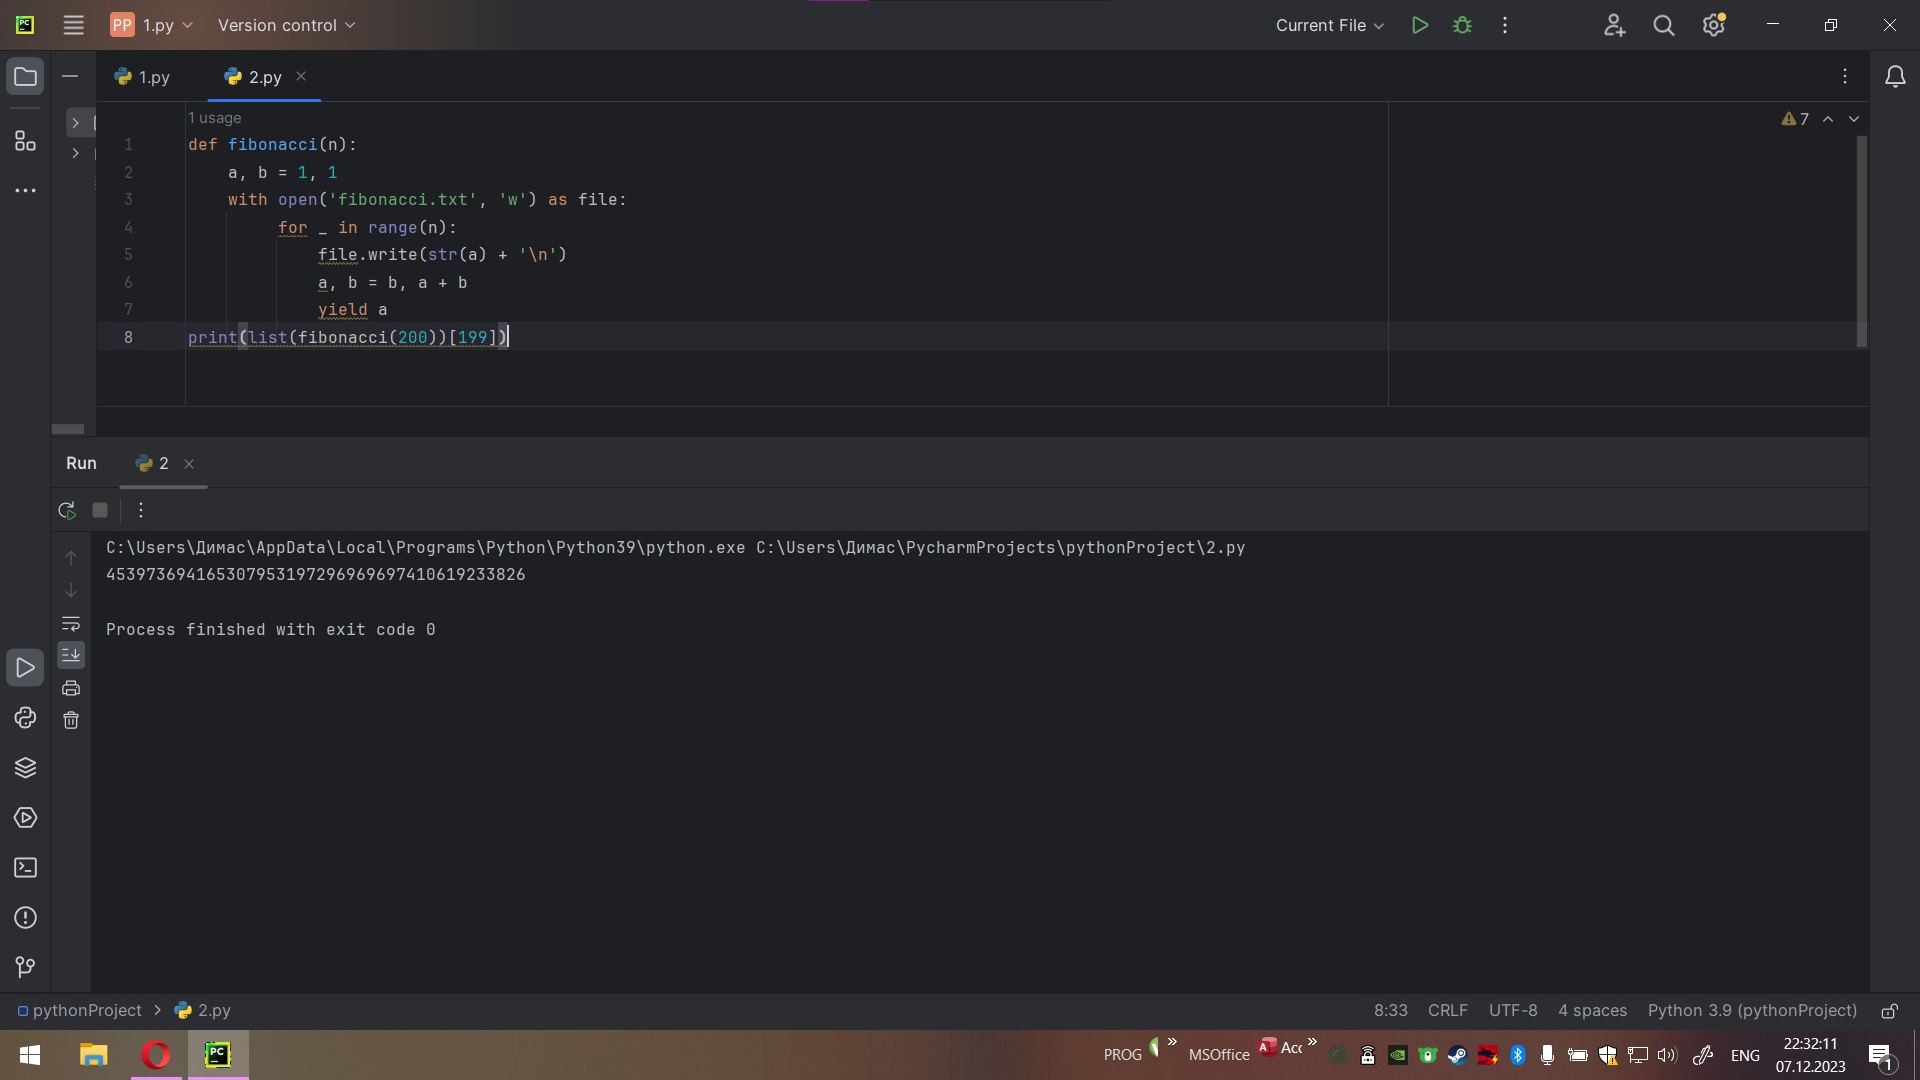 PC
PP 1.py Version control Current File
1.py 2.py
1 usage 7
1 def fibonacci(n):
2 a, b = 1, 1
3 with open('fibonacci.txt', 'w') as file:
4 for _ in range(n):
5 file.write(str(a) + '\n')
6 a, b = b, a + b
7 yield a
8 print(list(fibonacci(200))[199])
Run 2
C:\Users\Димас\AppData\Local\Programs\Python\Python39\python.exe C:\Users\Димас\PycharmProjects\pythonProject\2.py
453973694165307953197296969697410619233826
Process finished with exit code 0
pythonProject > 2.py 8:33 CRLF UTF-8 4 spaces Python 3.9 (pythonProject)
PC PROG » MSOffice A Acc » ENG 22:32:11
07.12.2023 1